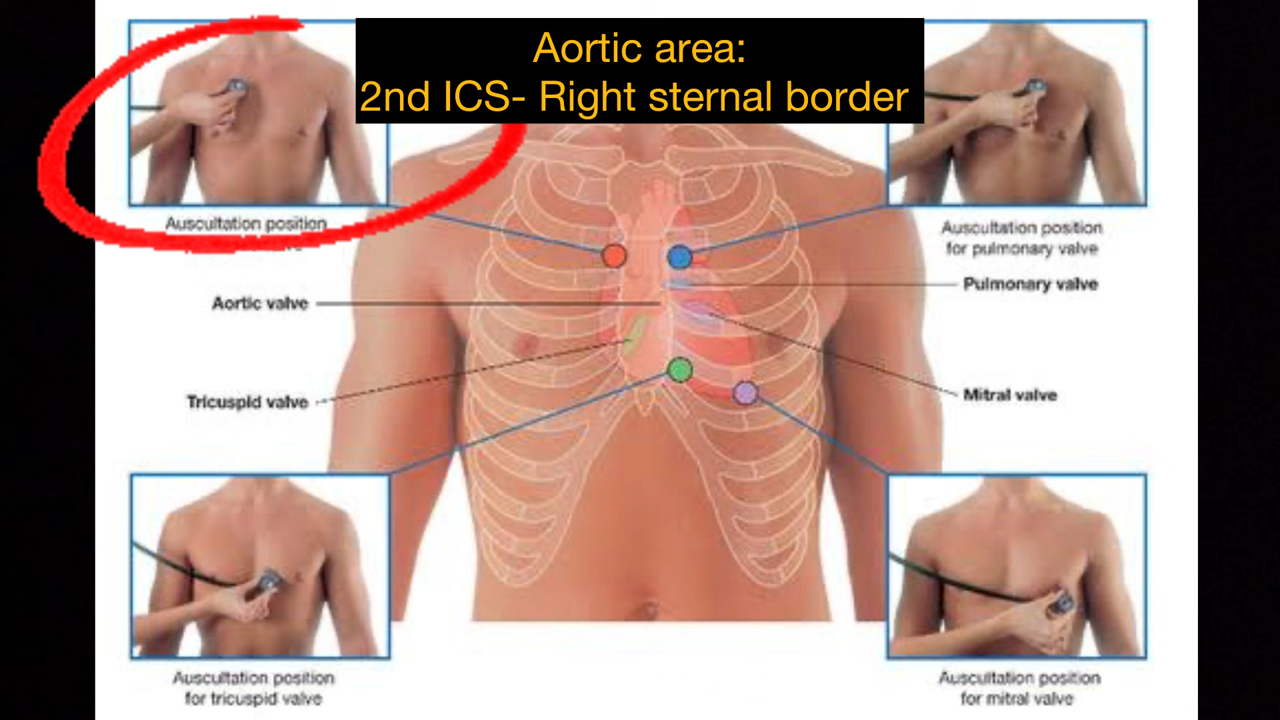 Aortic area:
2nd ICS- Right sternal border
Auscultation position
Auscultation position
for pulmonary valve
Aortic valve
Pulmonary valve
Tricuspid valve
Mitral valve
Auscultation position
for tricuspid valve
Auscultation position
for mitral valve